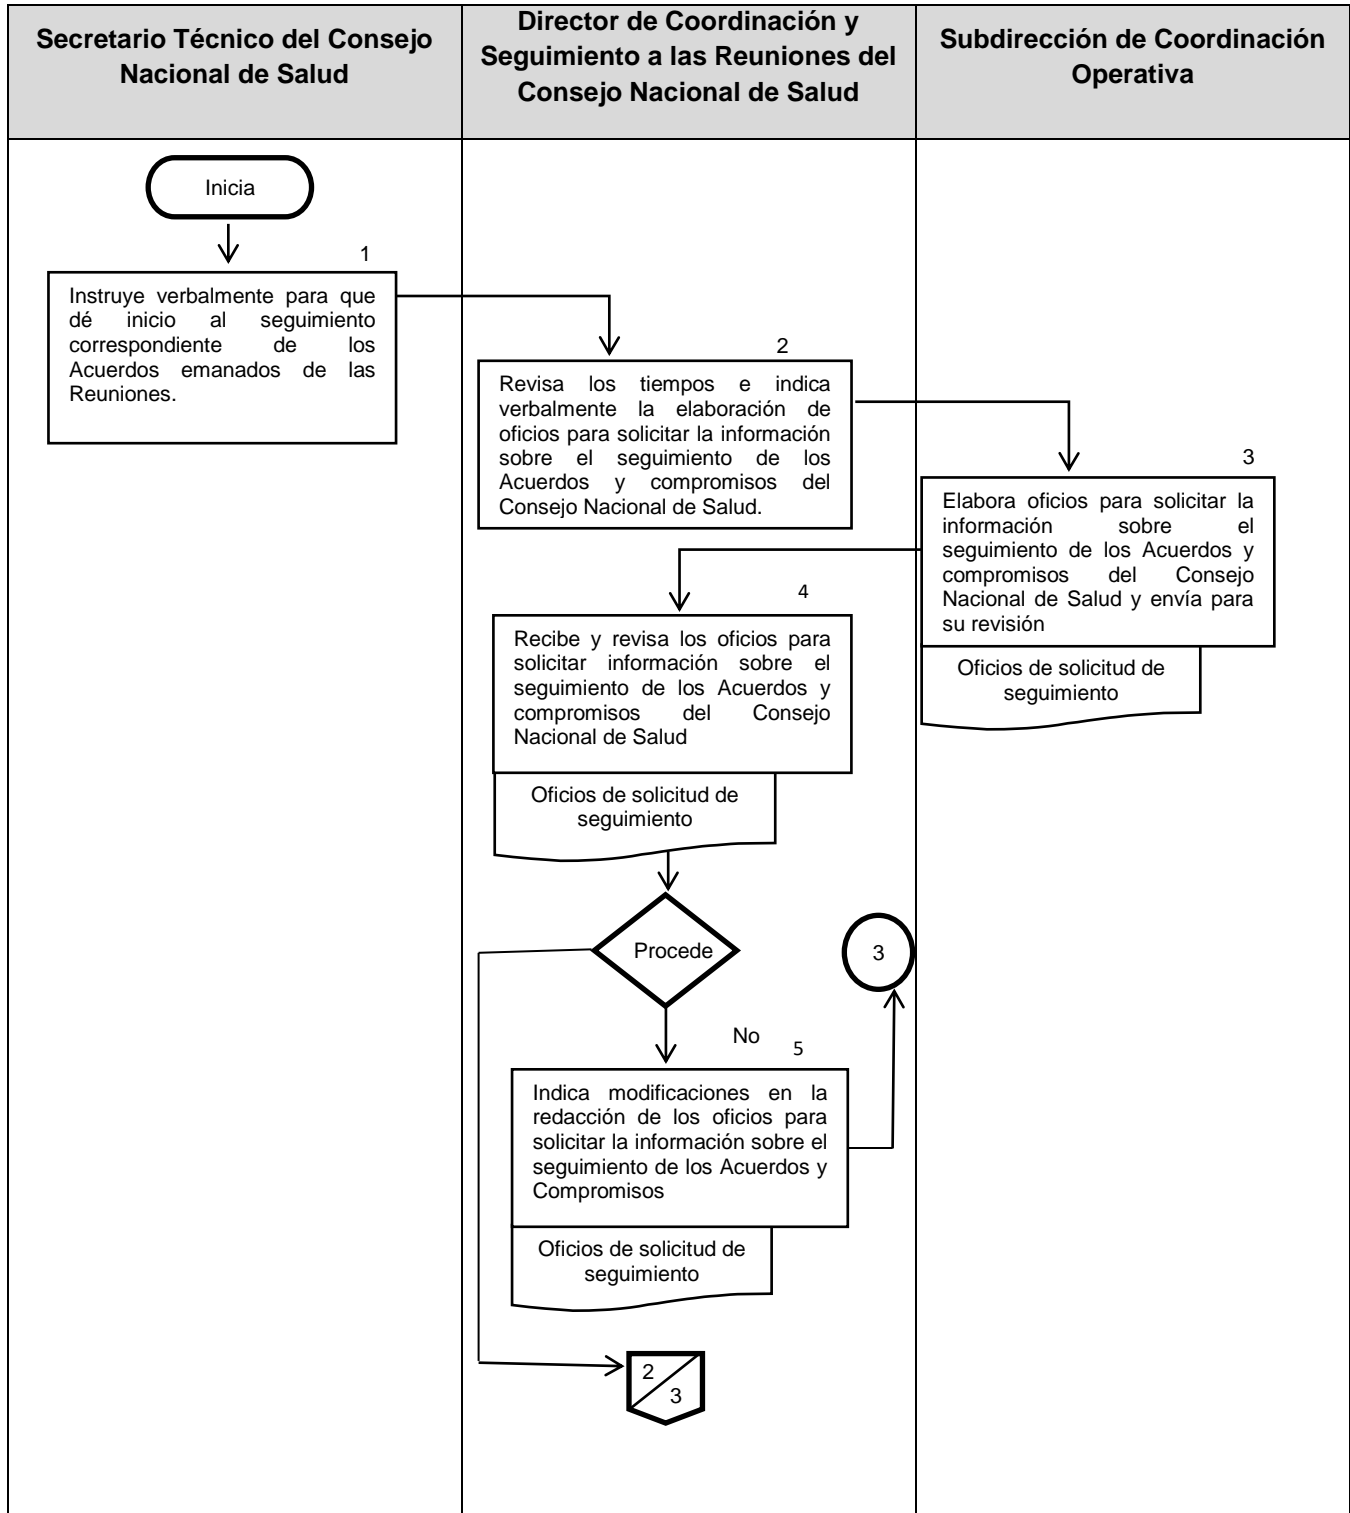 Secretario Técnico del Consejo
Nacional de Salud
Director de Coordinación y
Seguimiento a las Reuniones del
Consejo Nacional de Salud
Subdirección de Coordinación
Operativa
Inicia
1
Instruye verbalmente para que
dé inicio al seguimiento
correspondiente de los
Acuerdos emanados de las
Reuniones.
2
Revisa los tiempos e indica
verbalmente la elaboración de
oficios para solicitar la información
sobre el seguimiento de los
Acuerdos y compromisos del
Consejo Nacional de Salud.
3
Elabora oficios para solicitar la
información sobre el
seguimiento de los Acuerdos y
compromisos del Consejo
Nacional de Salud y envía para
su revisión
Oficios de solicitud de
seguimiento
4
Recibe y revisa los oficios para
solicitar información sobre el
seguimiento de los Acuerdos y
compromisos del Consejo
Nacional de Salud
Oficios de solicitud de
seguimiento
Procede
3
No
5
Indica modificaciones en la
redacción de los oficios para
solicitar la información sobre el
seguimiento de los Acuerdos y
Compromisos
Oficios de solicitud de
seguimiento
2
3